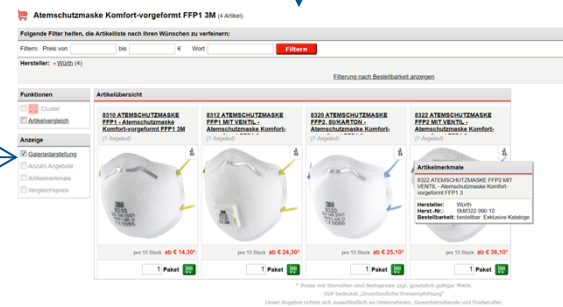 Atemschutzmaske Komfort-vorgeformt FFP1 3M (4 Artikel)
Folgende Filter helfen, die Artikelliste nach Ihren Wünschen zu verfeinern:
Filtern: Preis von bis € Wort Filtern
Hersteller: Würth (4)
Filterung nach Bestellbarkeit anzeigen
Funktionen
Cluster
Artikelvergleich
Anzeige
Galeriedarstellung
Anzahl Angebote
Artikelmerkmale
Vergleichspreis
Artikelübersicht
8310 ATEMSCHUTZMASKE
FFP1 - Atemschutzmaske
Komfort-vorgeformt FFP1 3M
(1 Angebot)
pro 10 Stück ab € 14,30*
1 Paket
8312 ATEMSCHUTZMASKE
FFP1 MIT VENTIL -
Atemschutzmaske Komfort-
(1 Angebot)
pro 10 Stück ab € 24,30*
1 Paket
8320 ATEMSCHUTZMASKE
FFP2, 80/KARTON -
Atemschutzmaske Komfort-
(1 Angebot)
pro 10 Stück ab € 25,10*
1 Paket
8322 ATEMSCHUTZMASKE
FFP2 MIT VENTIL -
Atemschutzmaske Komfort-
(1 Angebot)
pro 10 Stück ab € 36,10*
1 Paket
Artikelmerkmale
8322 ATEMSCHUTZMASKE FFP2 MIT
VENTIL - Atemschutzmaske Komfort-
vorgeformt FFP1 3
Hersteller: Würth
Herst.-Nr.: 5M8322 990 10
Bestellbarkeit: bestellbar: Exklusive-Kataloge
* Preise mit Sternchen sind Nettopreise zzgl. gesetzlich gültiger MwSt.
UVP bedeutet „Unverbindliche Preisempfehlung"
Unser Angebot richtet sich ausschließlich an Unternehmen, Gewerbetreibende und Freiberufler.